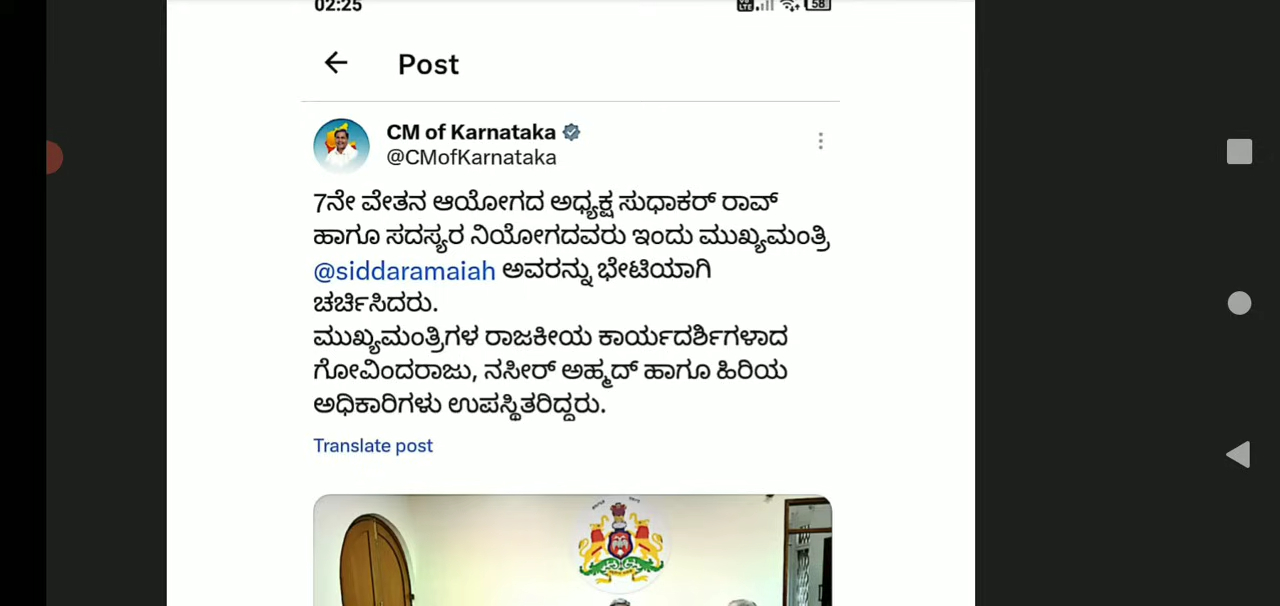 02:25
58
Post
CM of Karnataka
@CMofKarnataka
7ನೇ ವೇತನ ಆಯೋಗದ ಅಧ್ಯಕ್ಷ ಸುಧಾಕರ್ ರಾವ್
ಹಾಗೂ ಸದಸ್ಯರ ನಿಯೋಗದವರು ಇಂದು ಮುಖ್ಯಮಂತ್ರಿ
@siddaramaiah ಅವರನ್ನು ಭೇಟಿಯಾಗಿ
ಚರ್ಚಿಸಿದರು.
ಮುಖ್ಯಮಂತ್ರಿಗಳ ರಾಜಕೀಯ ಕಾರ್ಯದರ್ಶಿಗಳಾದ
ಗೋವಿಂದರಾಜು, ನಸೀರ್ ಅಹ್ಮದ್ ಹಾಗೂ ಹಿರಿಯ
ಅಧಿಕಾರಿಗಳು ಉಪಸ್ಥಿತರಿದ್ದರು.
Translate post